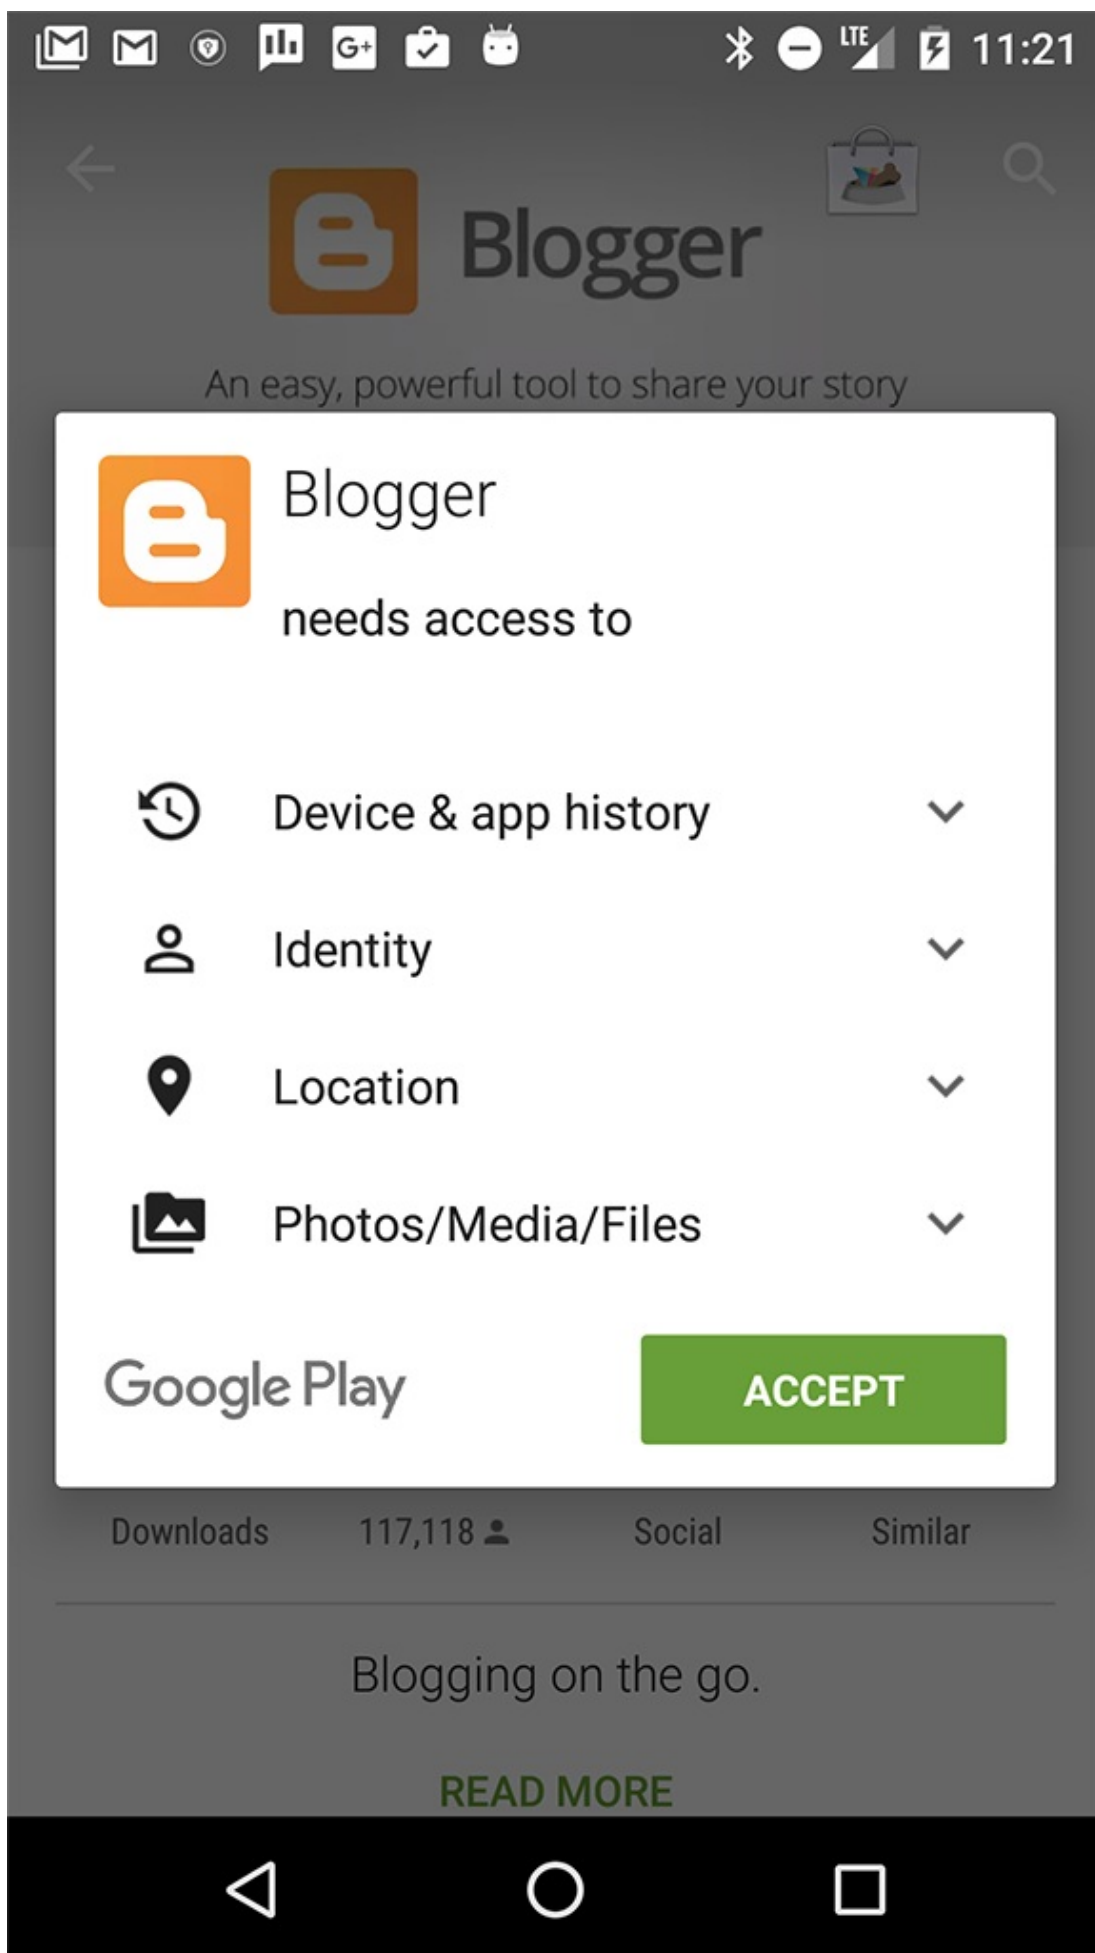 LTE 11:21
G+
Blogger
An easy, powerful tool to share your story
Blogger
needs access to
Device & app history
Identity
Location
Photos/Media/Files
Google Play
ACCEPT
Downloads 117,118 Social Similar
Blogging on the go.
READ MORE